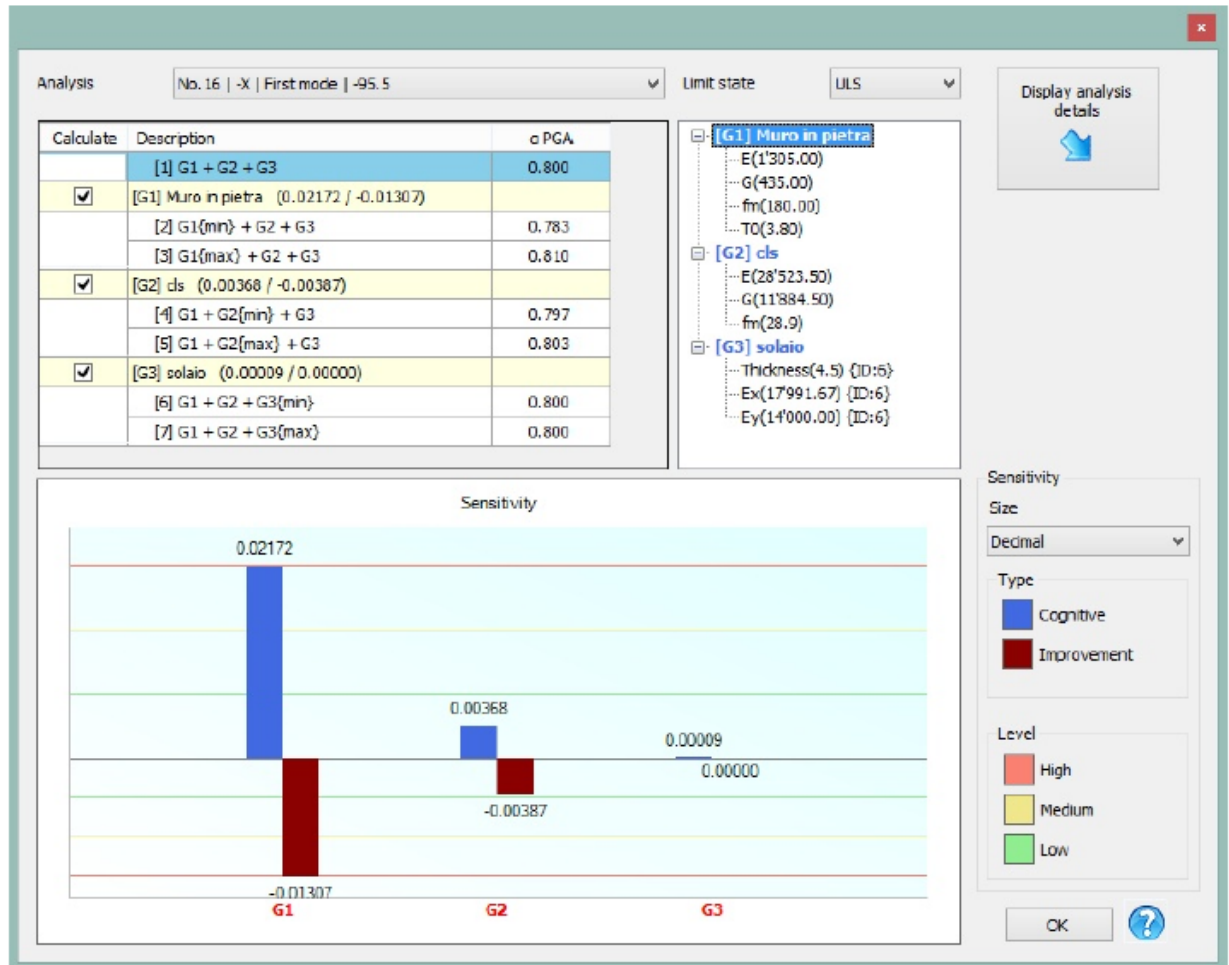 Analysis No. 16 | -X | First mode | -95.5 Limit state ULS
Display analysis
details
Calculate Description α PGA
[1] G1 + G2 + G3 0.800
[G1] Muro in pietra (0.02172 / -0.01307)
[2] G1{min} + G2 + G3 0.783
[3] G1{max} + G2 + G3 0.810
[G2] cls (0.00368 / -0.00387)
[4] G1 + G2{min} + G3 0.797
[5] G1 + G2{max} + G3 0.803
[G3] solaio (0.00009 / 0.00000)
[6] G1 + G2 + G3{min} 0.800
[7] G1 + G2 + G3{max} 0.800
[G1] Muro in pietra
E(1'305.00)
G(435.00)
fm(180.00)
T0(3.80)
[G2] cls
E(28'523.50)
G(11'884.50)
fm(28.9)
[G3] solaio
Thickness(4.5) {ID:6}
Ex(17'991.67) {ID:6}
Ey(14'000.00) {ID:6}
Sensitivity
0.02172
0.00368
0.00009
0.00000
-0.00387
-0.01307
G1 G2 G3
Sensitivity
Size
Decimal
Type
Cognitive
Improvement
Level
High
Medium
Low
OK ?